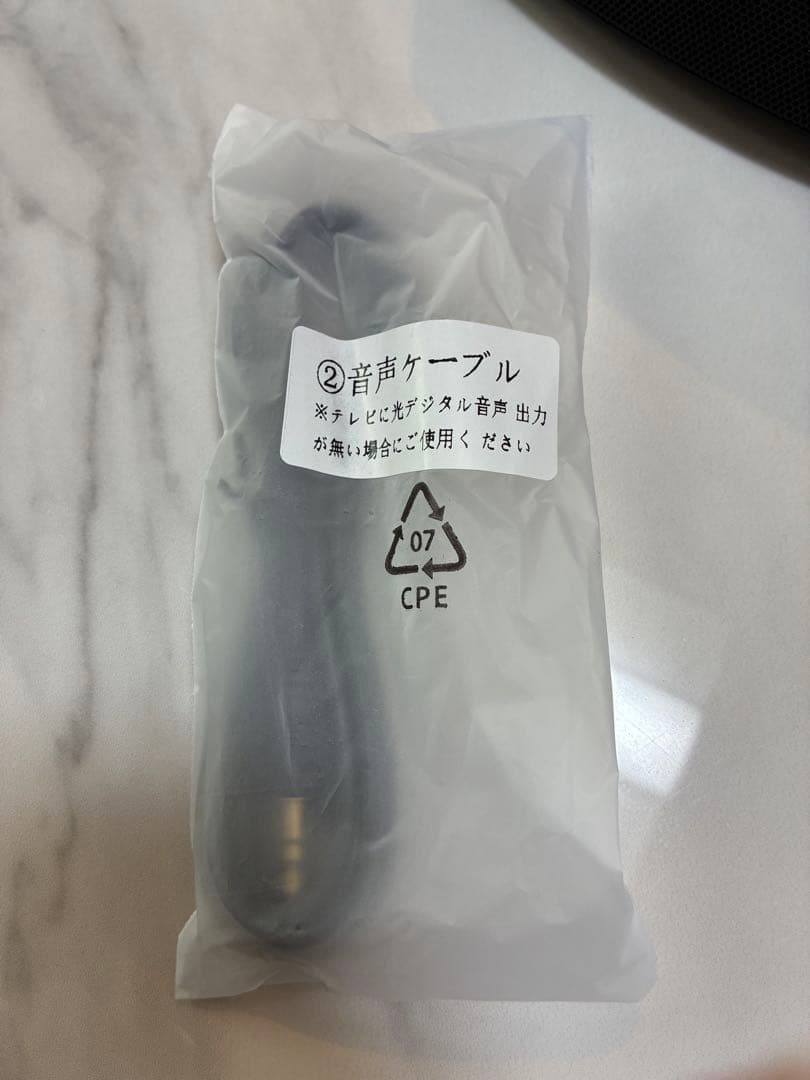 ②音声ケーブル
※テレビに光デジタル音声 出力
が無い場合にご使用く ださい
07
CPE